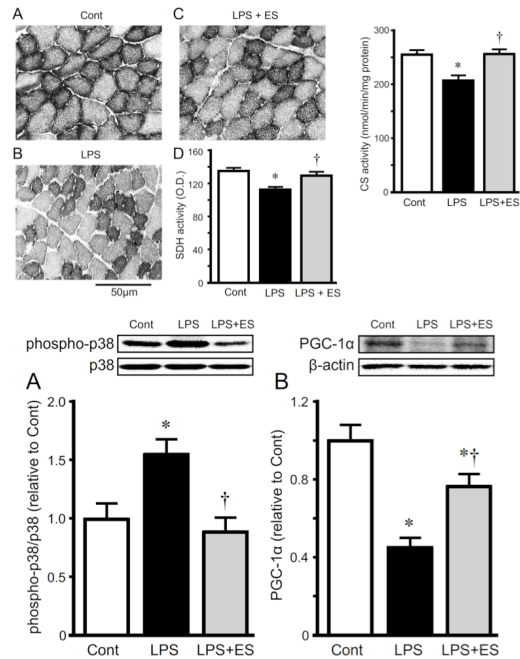 A
Cont
C
LPS + ES
B
LPS
50μm
D
SDH activity (O.D.)
160
120
80
40
0
*
†
Cont
LPS
LPS + ES
CS activity (nmol/min/mg protein)
300
200
100
0
*
†
Cont
LPS
LPS+ES
Cont
LPS
LPS+ES
phospho-p38
p38
Cont
LPS
LPS+ES
PGC-1α
β-actin
A
phospho-p38/p38 (relative to Cont)
2.0
1.5
1.0
0.5
0
*
†
Cont
LPS
LPS+ES
B
PGC-1α (relative to Cont)
1.2
0.8
0.4
0
*
*†
Cont
LPS
LPS+ES